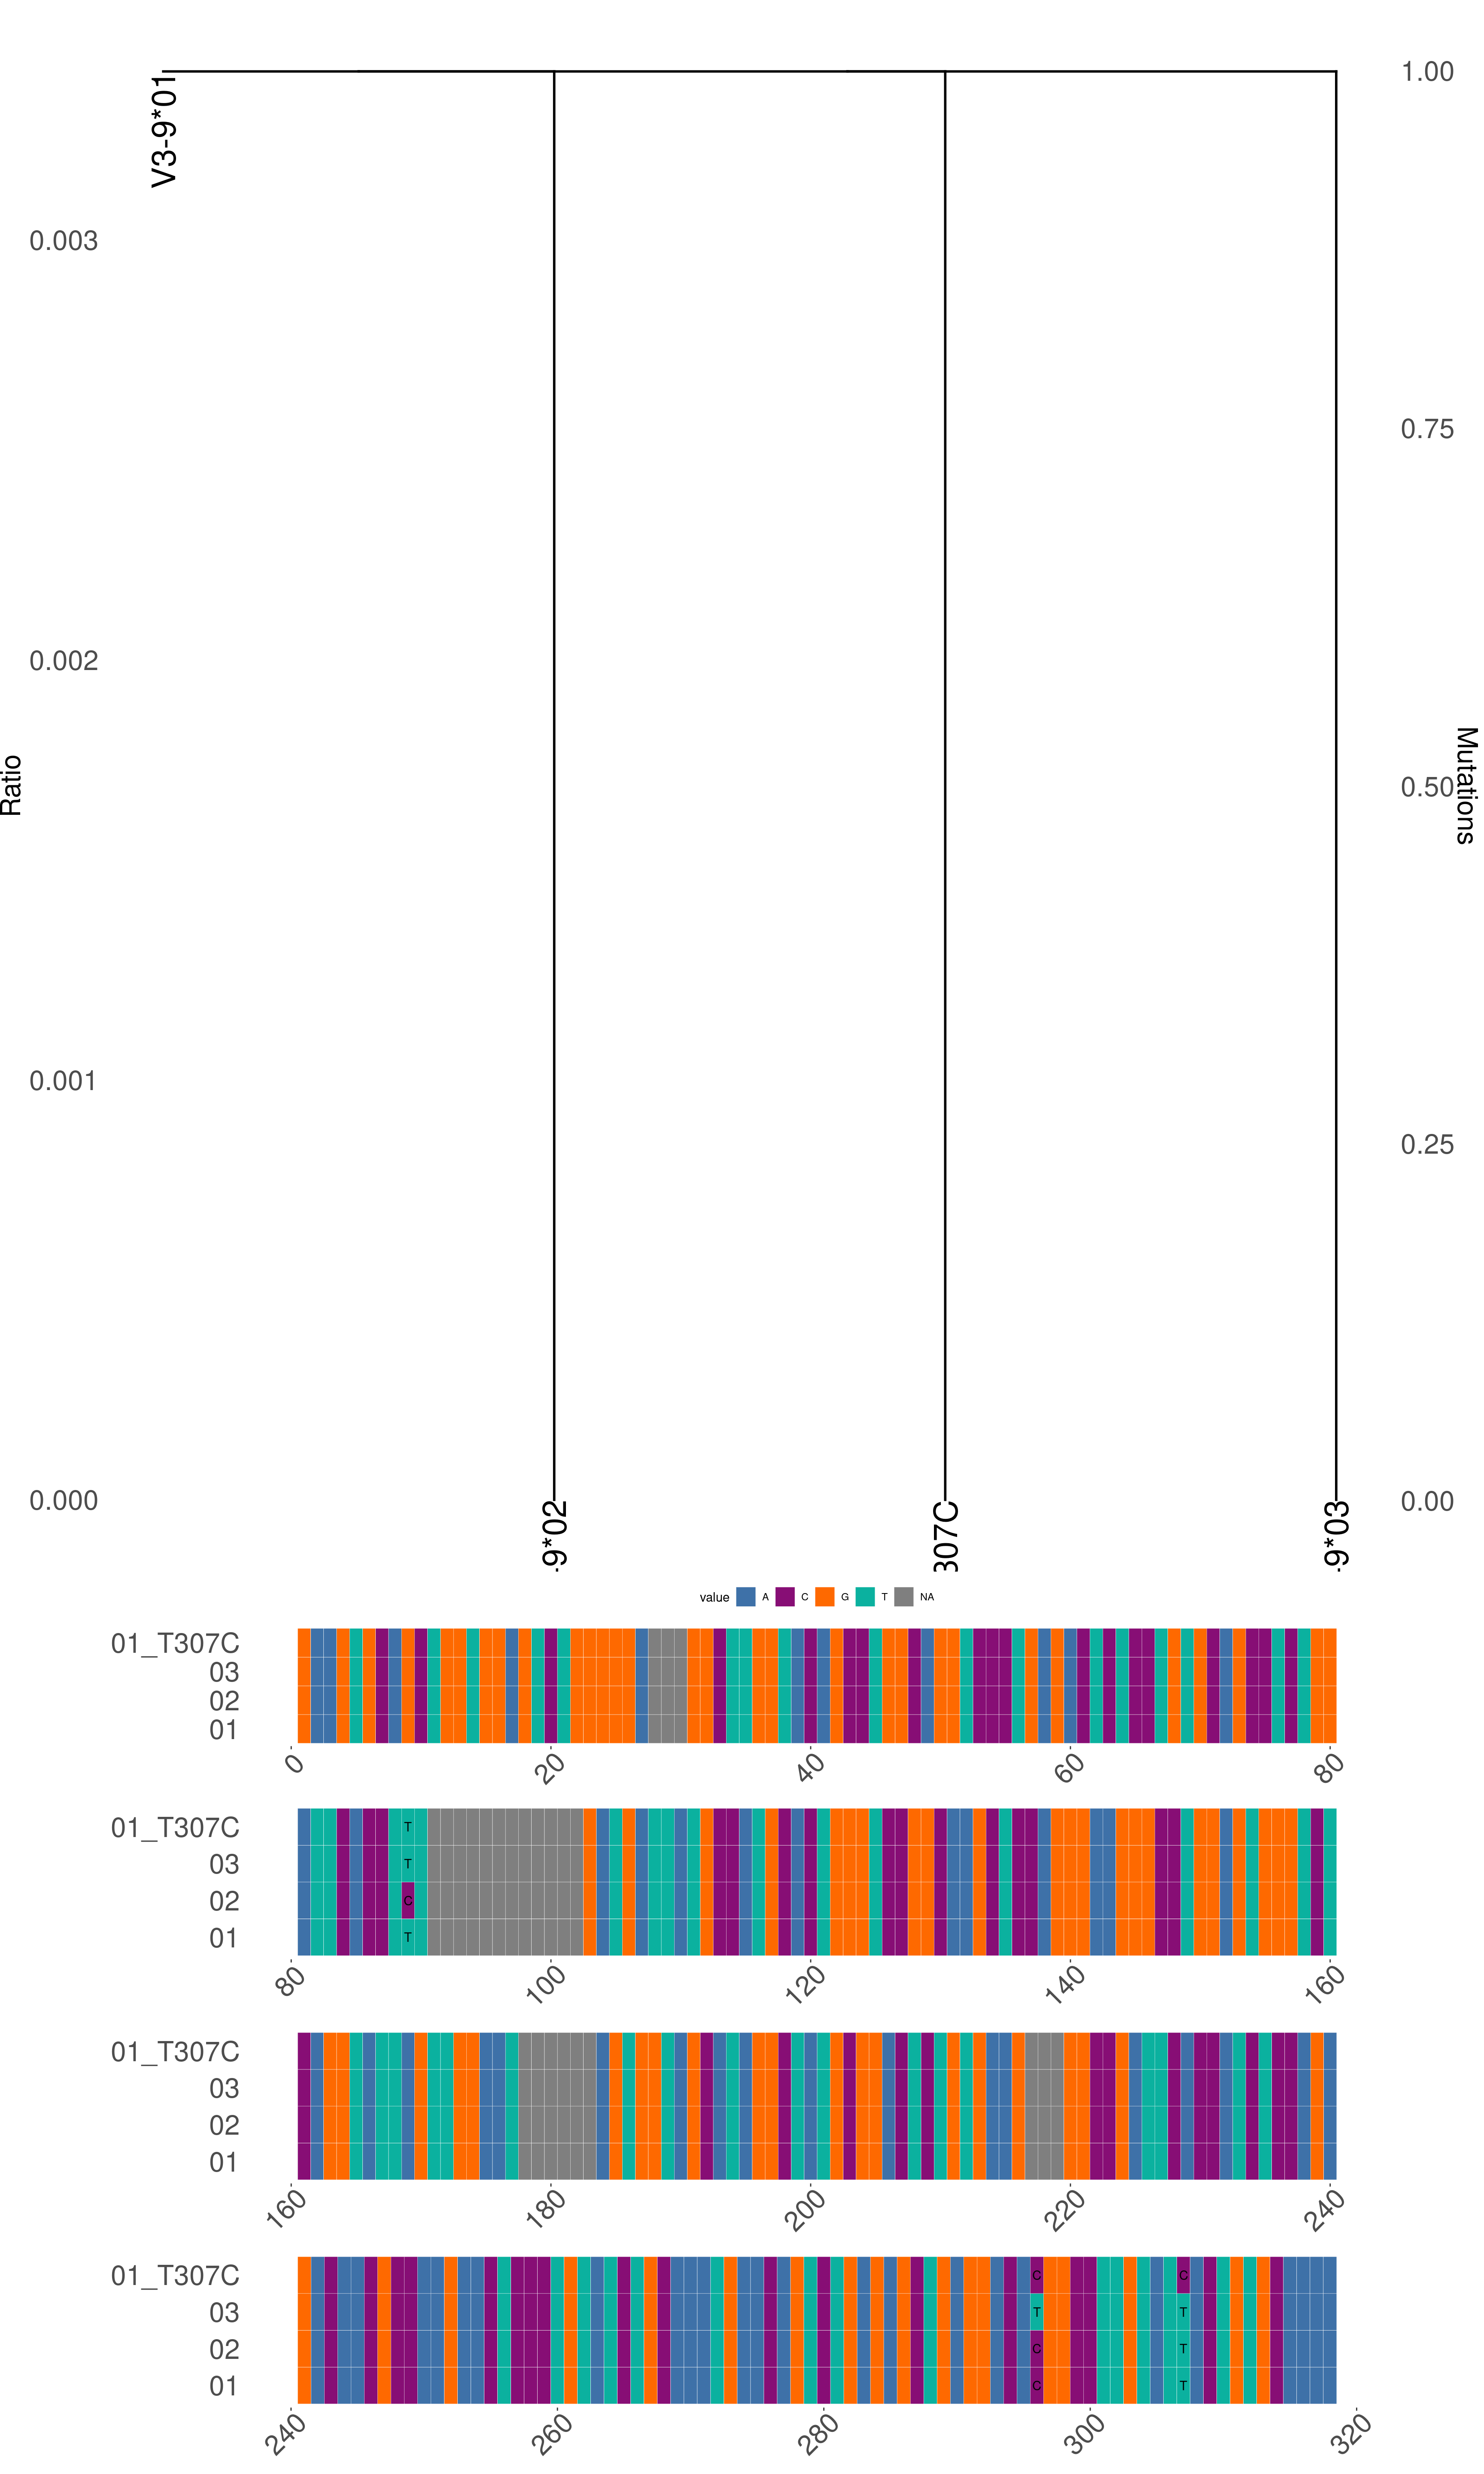 V3-9*01
1.00
0.003
0.75
0.002
Ratio
0.50
Mutations
0.001
0.25
0.000
0.00
-9*02
307C
-9*03
value A C G T NA
01_T307C
03
02
01
0 20 40 60 80
01_T307C T
03 T
02 C
01 T
80 100 120 140 160
01_T307C
03
02
01
160 180 200 220 240
01_T307C C C
03 T T
02 C T
01 C T
240 260 280 300 320